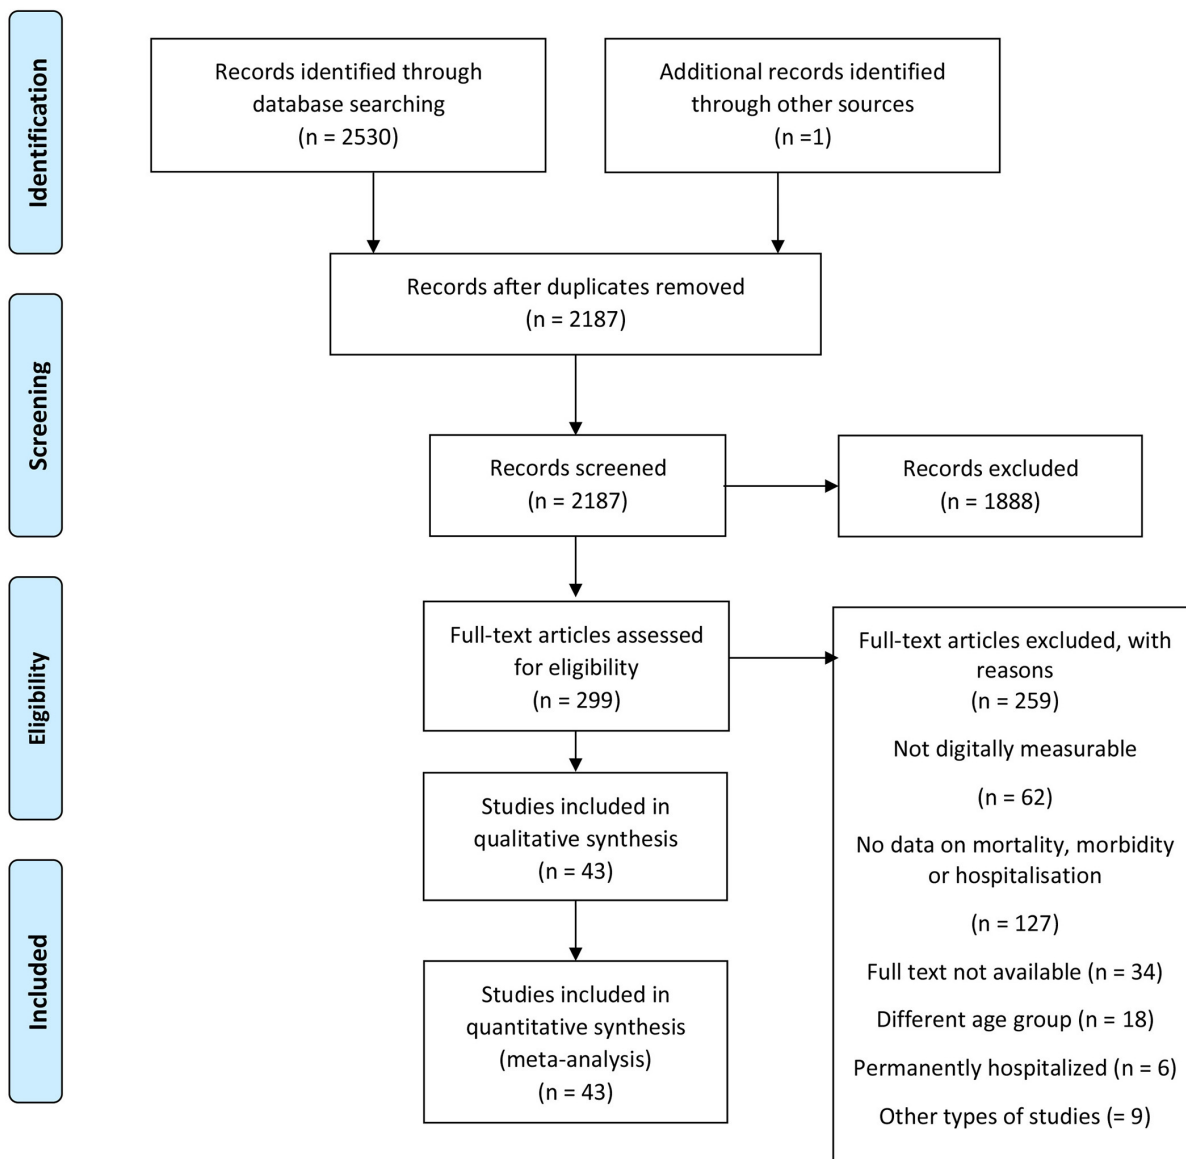 Identification
Records identified through
database searching
(n = 2530)
Additional records identified
through other sources
(n =1)
Records after duplicates removed
(n = 2187)
Screening
Records screened
(n = 2187)
Records excluded
(n = 1888)
Eligibility
Full-text articles assessed
for eligibility
(n = 299)
Full-text articles excluded, with
reasons
(n = 259)
Not digitally measurable
(n = 62)
No data on mortality, morbidity
or hospitalisation
(n = 127)
Full text not available (n = 34)
Different age group (n = 18)
Permanently hospitalized (n = 6)
Other types of studies (= 9)
Studies included in
qualitative synthesis
(n = 43)
Included
Studies included in
quantitative synthesis
(meta-analysis)
(n = 43)